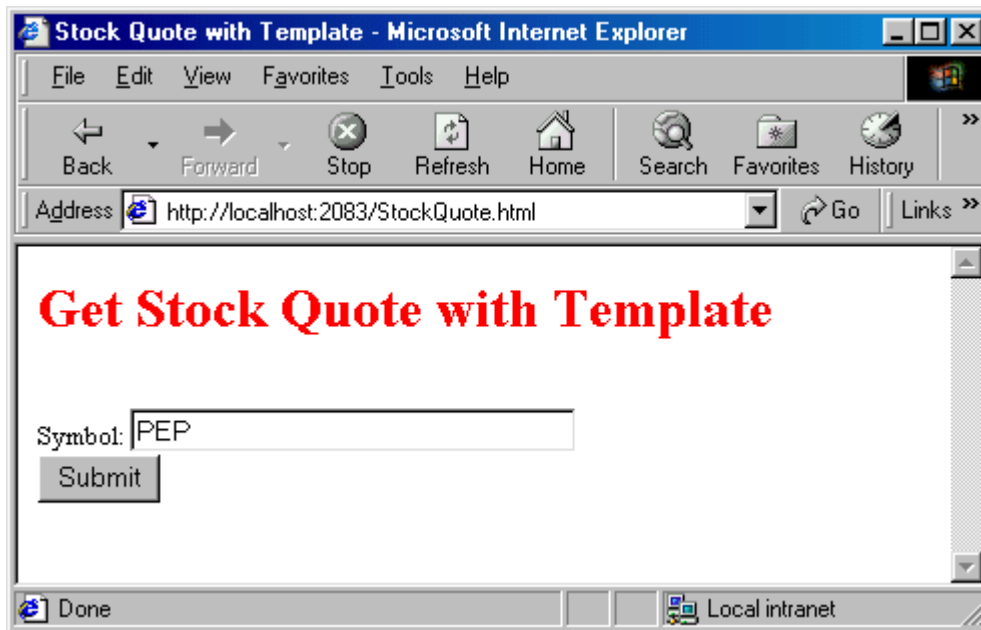 Stock Quote with Template - Microsoft Internet Explorer
File Edit View Favorites Tools Help
Back Forward Stop Refresh Home Search Favorites History »
Address http://localhost:2083/StockQuote.html Go Links »
Get Stock Quote with Template
Symbol: PEP
Submit
Done Local intranet